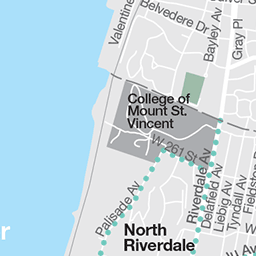 Valentine
Belvedere Dr
Bayley Av
Gray Pl
College of
Mount St.
Vincent
W 261 St
Fieldston
Riverdale Av
Delafield Av
Liebig Av
Tyndall Av
Palisade Av
North
Riverdale
r